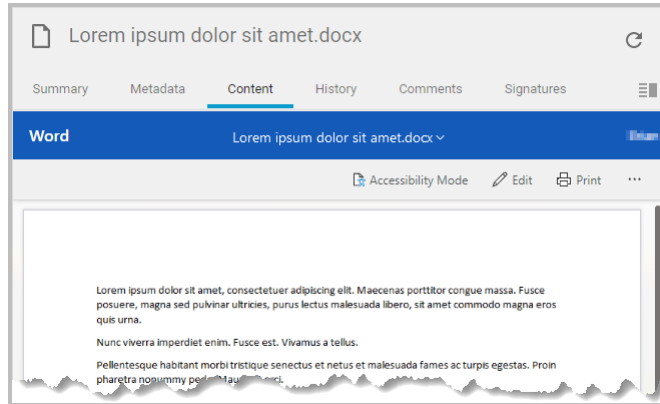 Lorem ipsum dolor sit amet.docx
Summary Metadata Content History Comments Signatures
Word Lorem ipsum dolor sit amet.docx
Accessibility Mode Edit Print ...
Lorem ipsum dolor sit amet, consectetuer adipiscing elit. Maecenas porttitor congue massa. Fusce
posuere, magna sed pulvinar ultricies, purus lectus malesuada libero, sit amet commodo magna eros
quis urna.
Nunc viverra imperdiet enim. Fusce est. Vivamus a tellus.
Pellentesque habitant morbi tristique senectus et netus et malesuada fames ac turpis egestas. Proin
pharetra nonummy